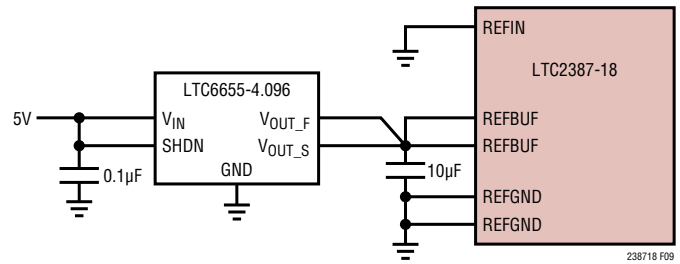 REFIN
LTC2387-18
LTC6655-4.096
5V
VIN
VOUT_F
REFBUF
SHDN
VOUT_S
REFBUF
GND
0.1µF
10µF
REFGND
REFGND
238718 F09